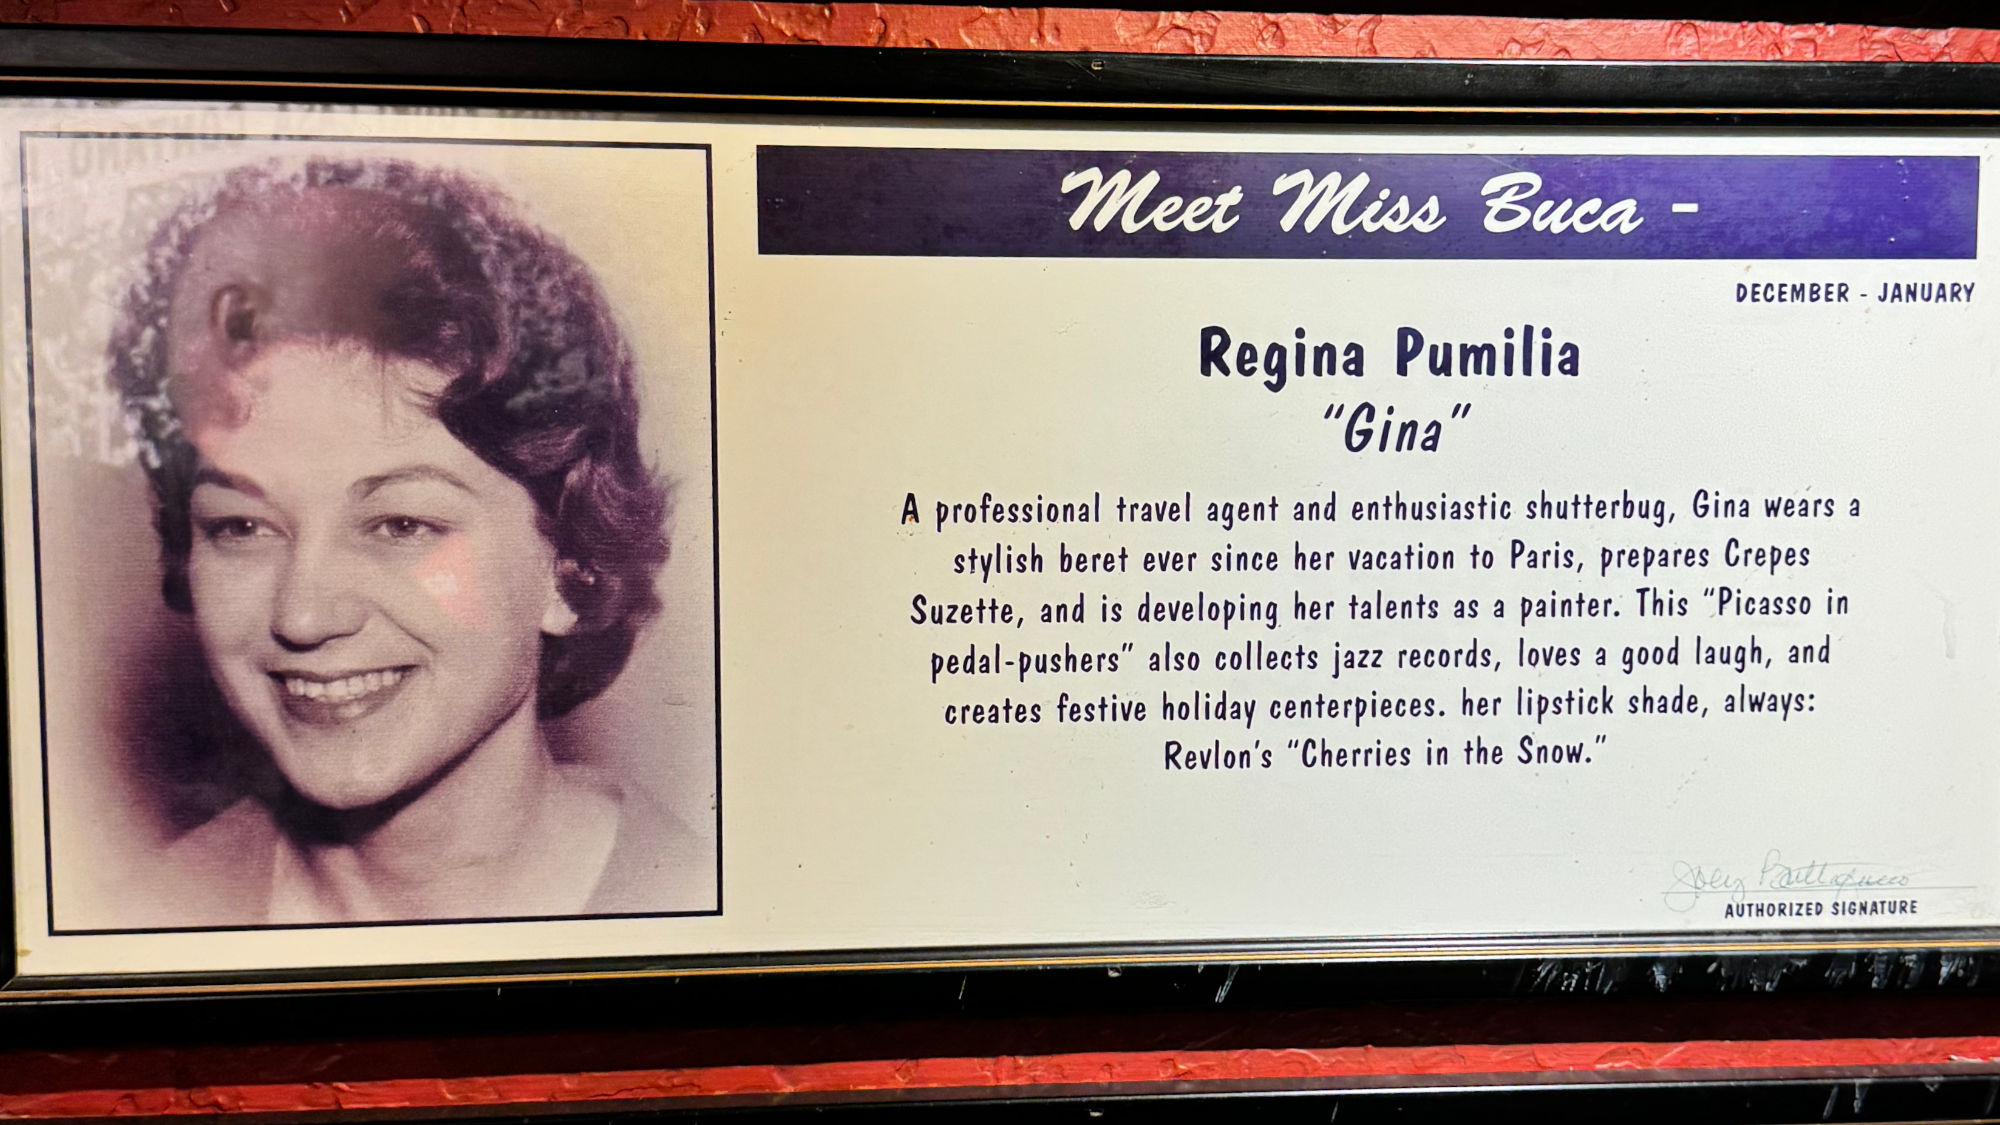 Meet Miss Buca -
DECEMBER - JANUARY
Regina Pumilia
“Gina”
A professional travel agent and enthusiastic shutterbug, Gina wears a
stylish beret ever since her vacation to Paris, prepares Crepes
Suzette, and is developing her talents as a painter. This “Picasso in
pedal-pushers” also collects jazz records, loves a good laugh, and
creates festive holiday centerpieces. her lipstick shade, always:
Revlon's “Cherries in the Snow.”
Joey
AUTHORIZED SIGNATURE